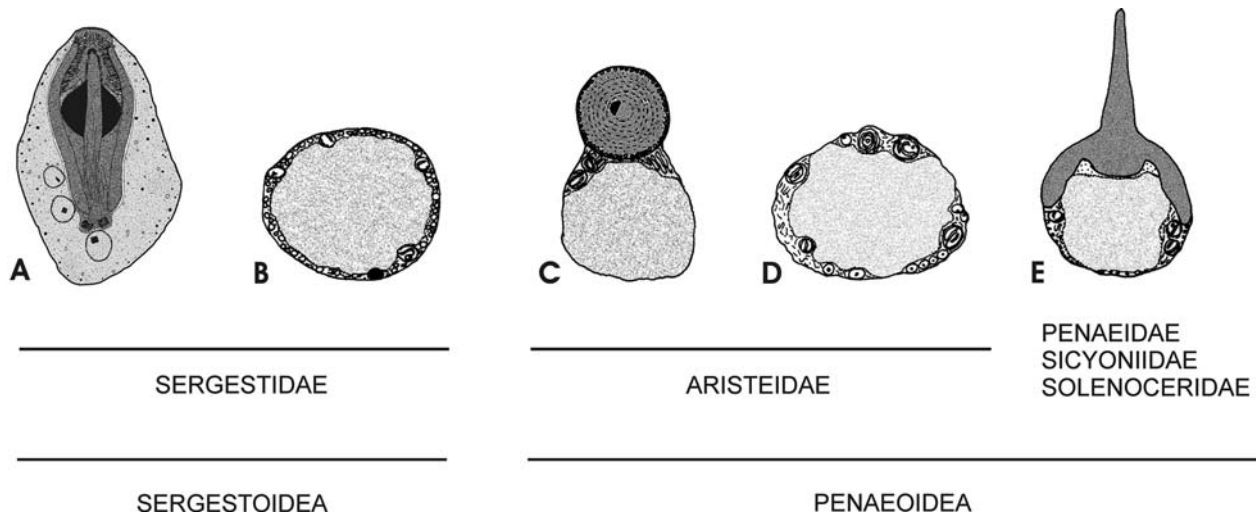 A
B
C
D
E
PENAEIDAE
SICYONIIDAE
SOLENOCERIDAE
SERGESTIDAE
ARISTEIDAE
SERGESTOIDEA
PENAEOIDEA